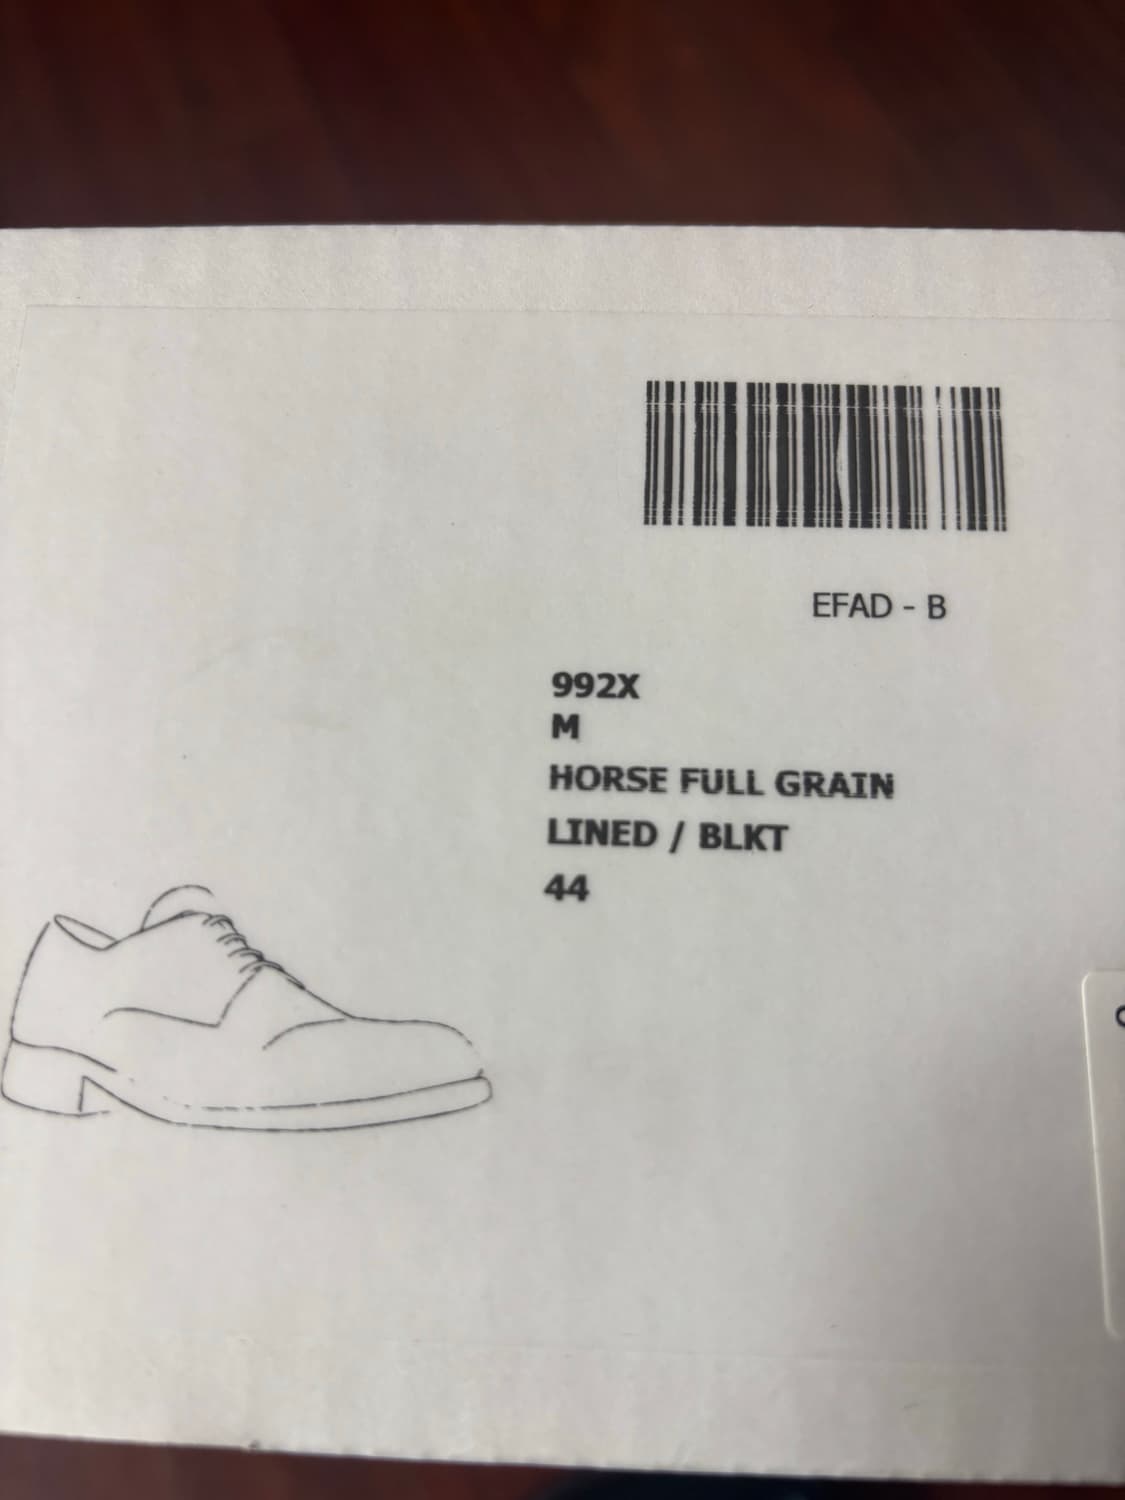 EFAD - B
992X
M
HORSE FULL GRAIN
LINED / BLKT
44